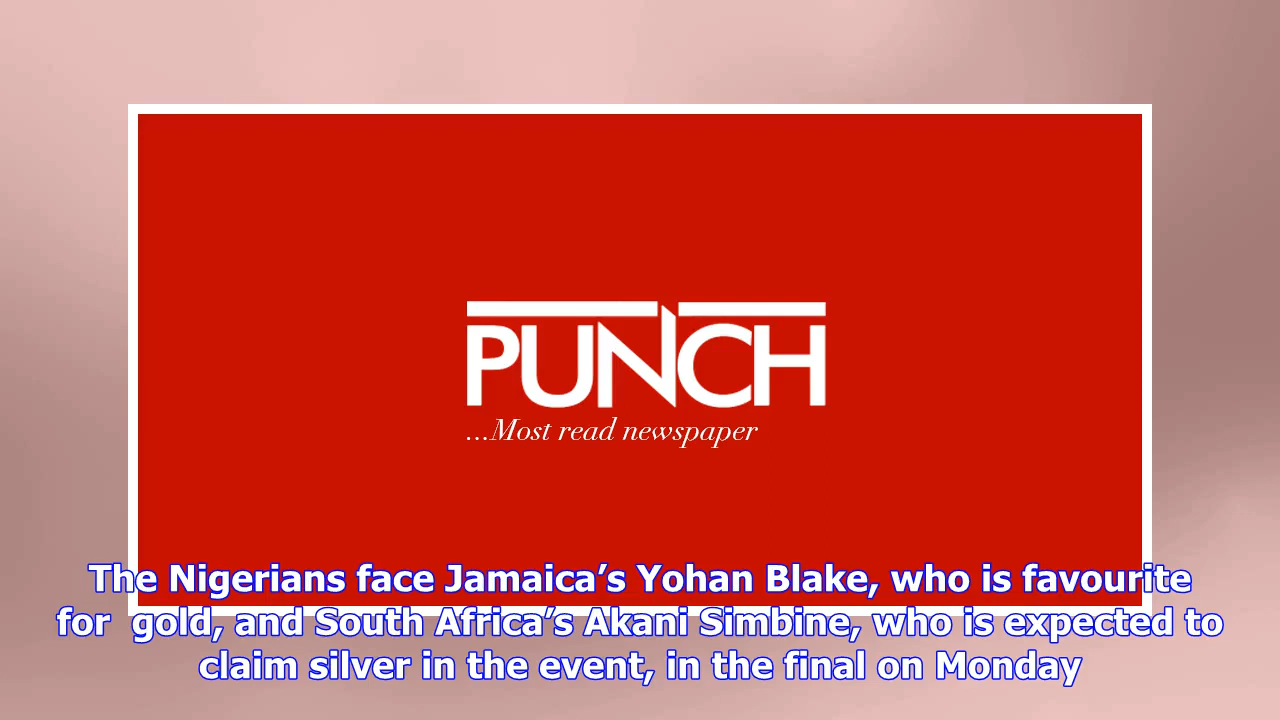 PUNCH
...Most read newspaper
The Nigerians face Jamaica’s Yohan Blake, who is favourite
for  gold, and South Africa’s Akani Simbine, who is expected to
claim silver in the event, in the final on Monday